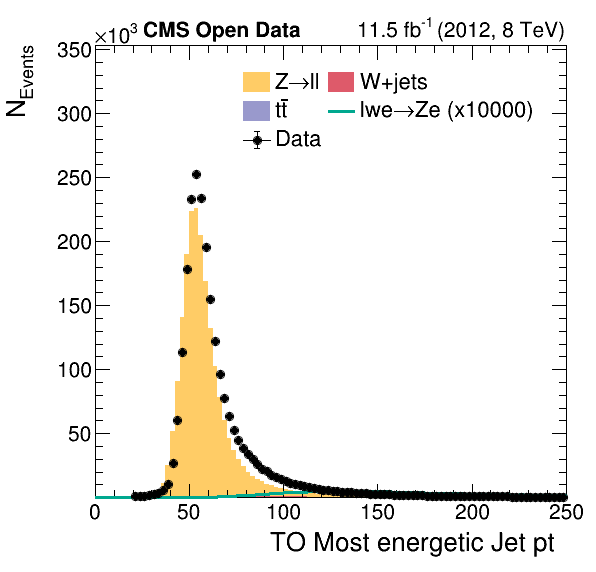 ×10³ CMS Open Data 11.5 fb⁻¹ (2012, 8 TeV)
N_Events
350
300
250
200
150
100
50
Z→ll W+jets
tt̄ lwe→Ze (x10000)
Data
0 50 100 150 200 250
TO Most energetic Jet pt